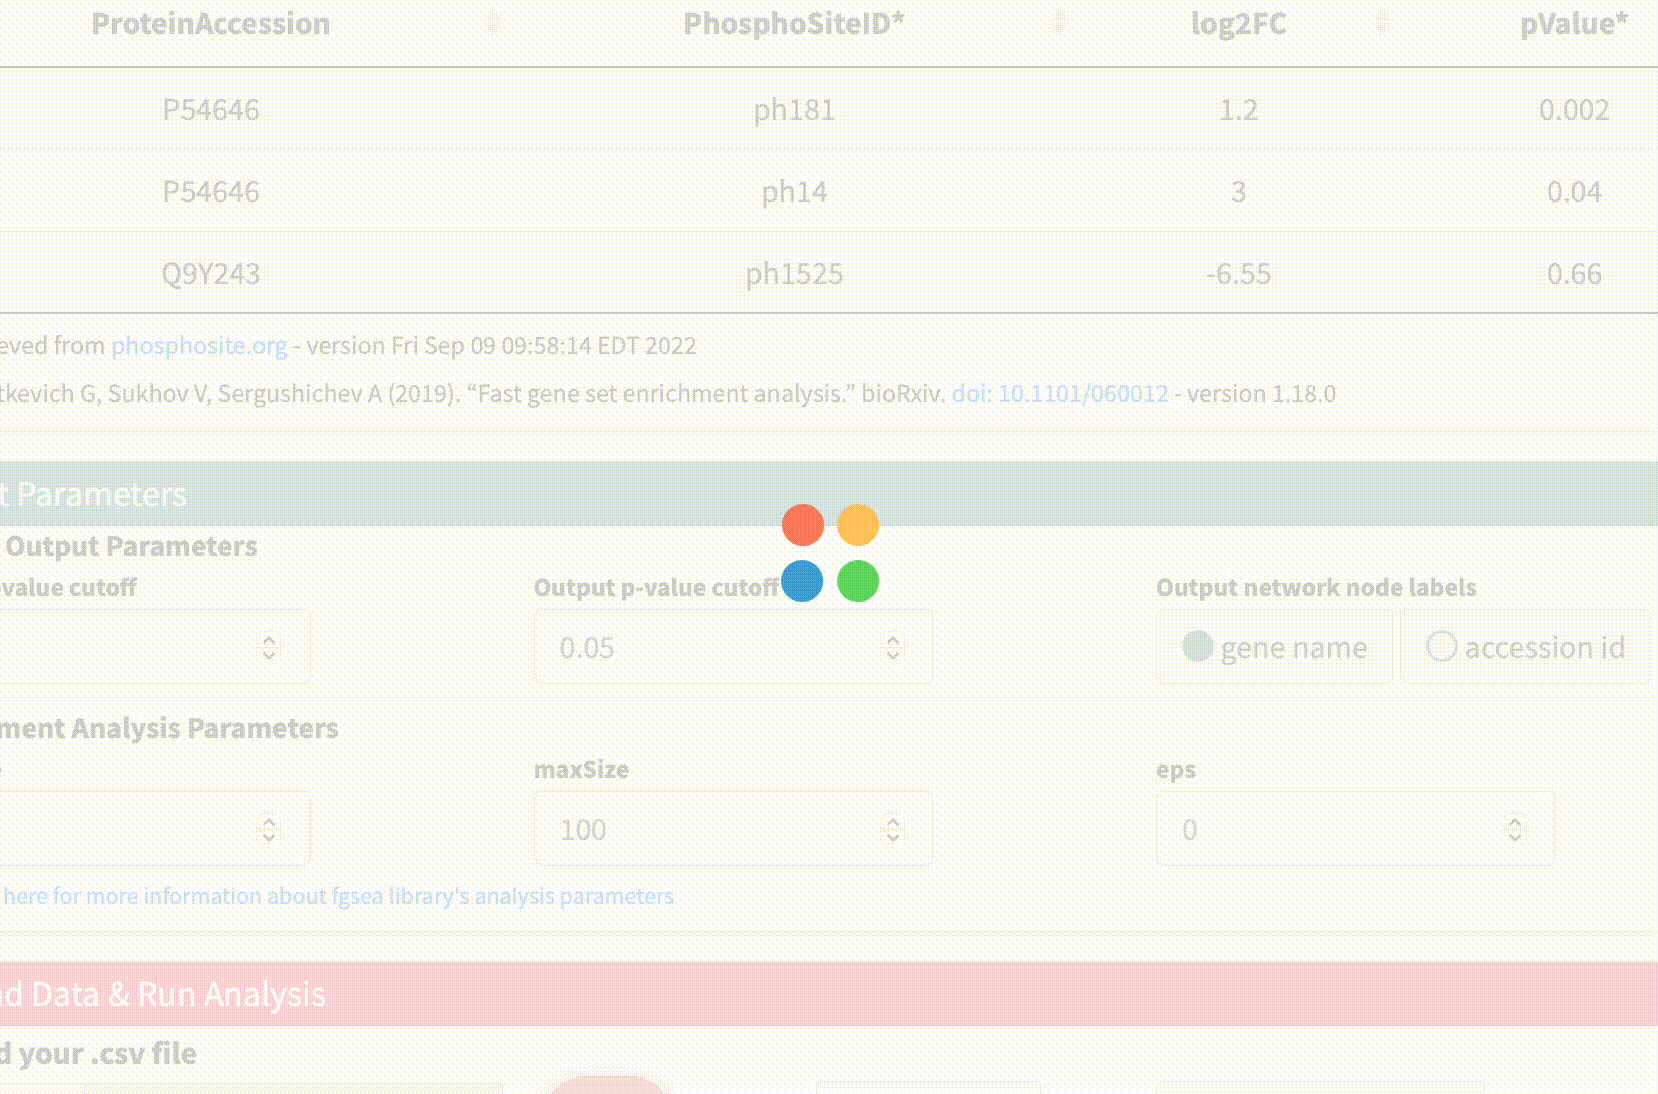 ProteinAccession PhosphoSiteID* log2FC pValue*
P54646 ph181 1.2 0.002
P54646 ph14 3 0.04
Q9Y243 ph1525 -6.55 0.66
eved from phosphosite.org - version Fri Sep 09 09:58:14 EDT 2022
tkevich G, Sukhov V, Sergushichev A (2019). “Fast gene set enrichment analysis.” bioRxiv. doi: 10.1101/060012 - version 1.18.0
t Parameters
Output Parameters
-value cutoff Output p-value cutoff Output network node labels
0.05 gene name accession id
ment Analysis Parameters
maxSize eps
100 0
here for more information about fgsea library's analysis parameters
d Data & Run Analysis
d your .csv file